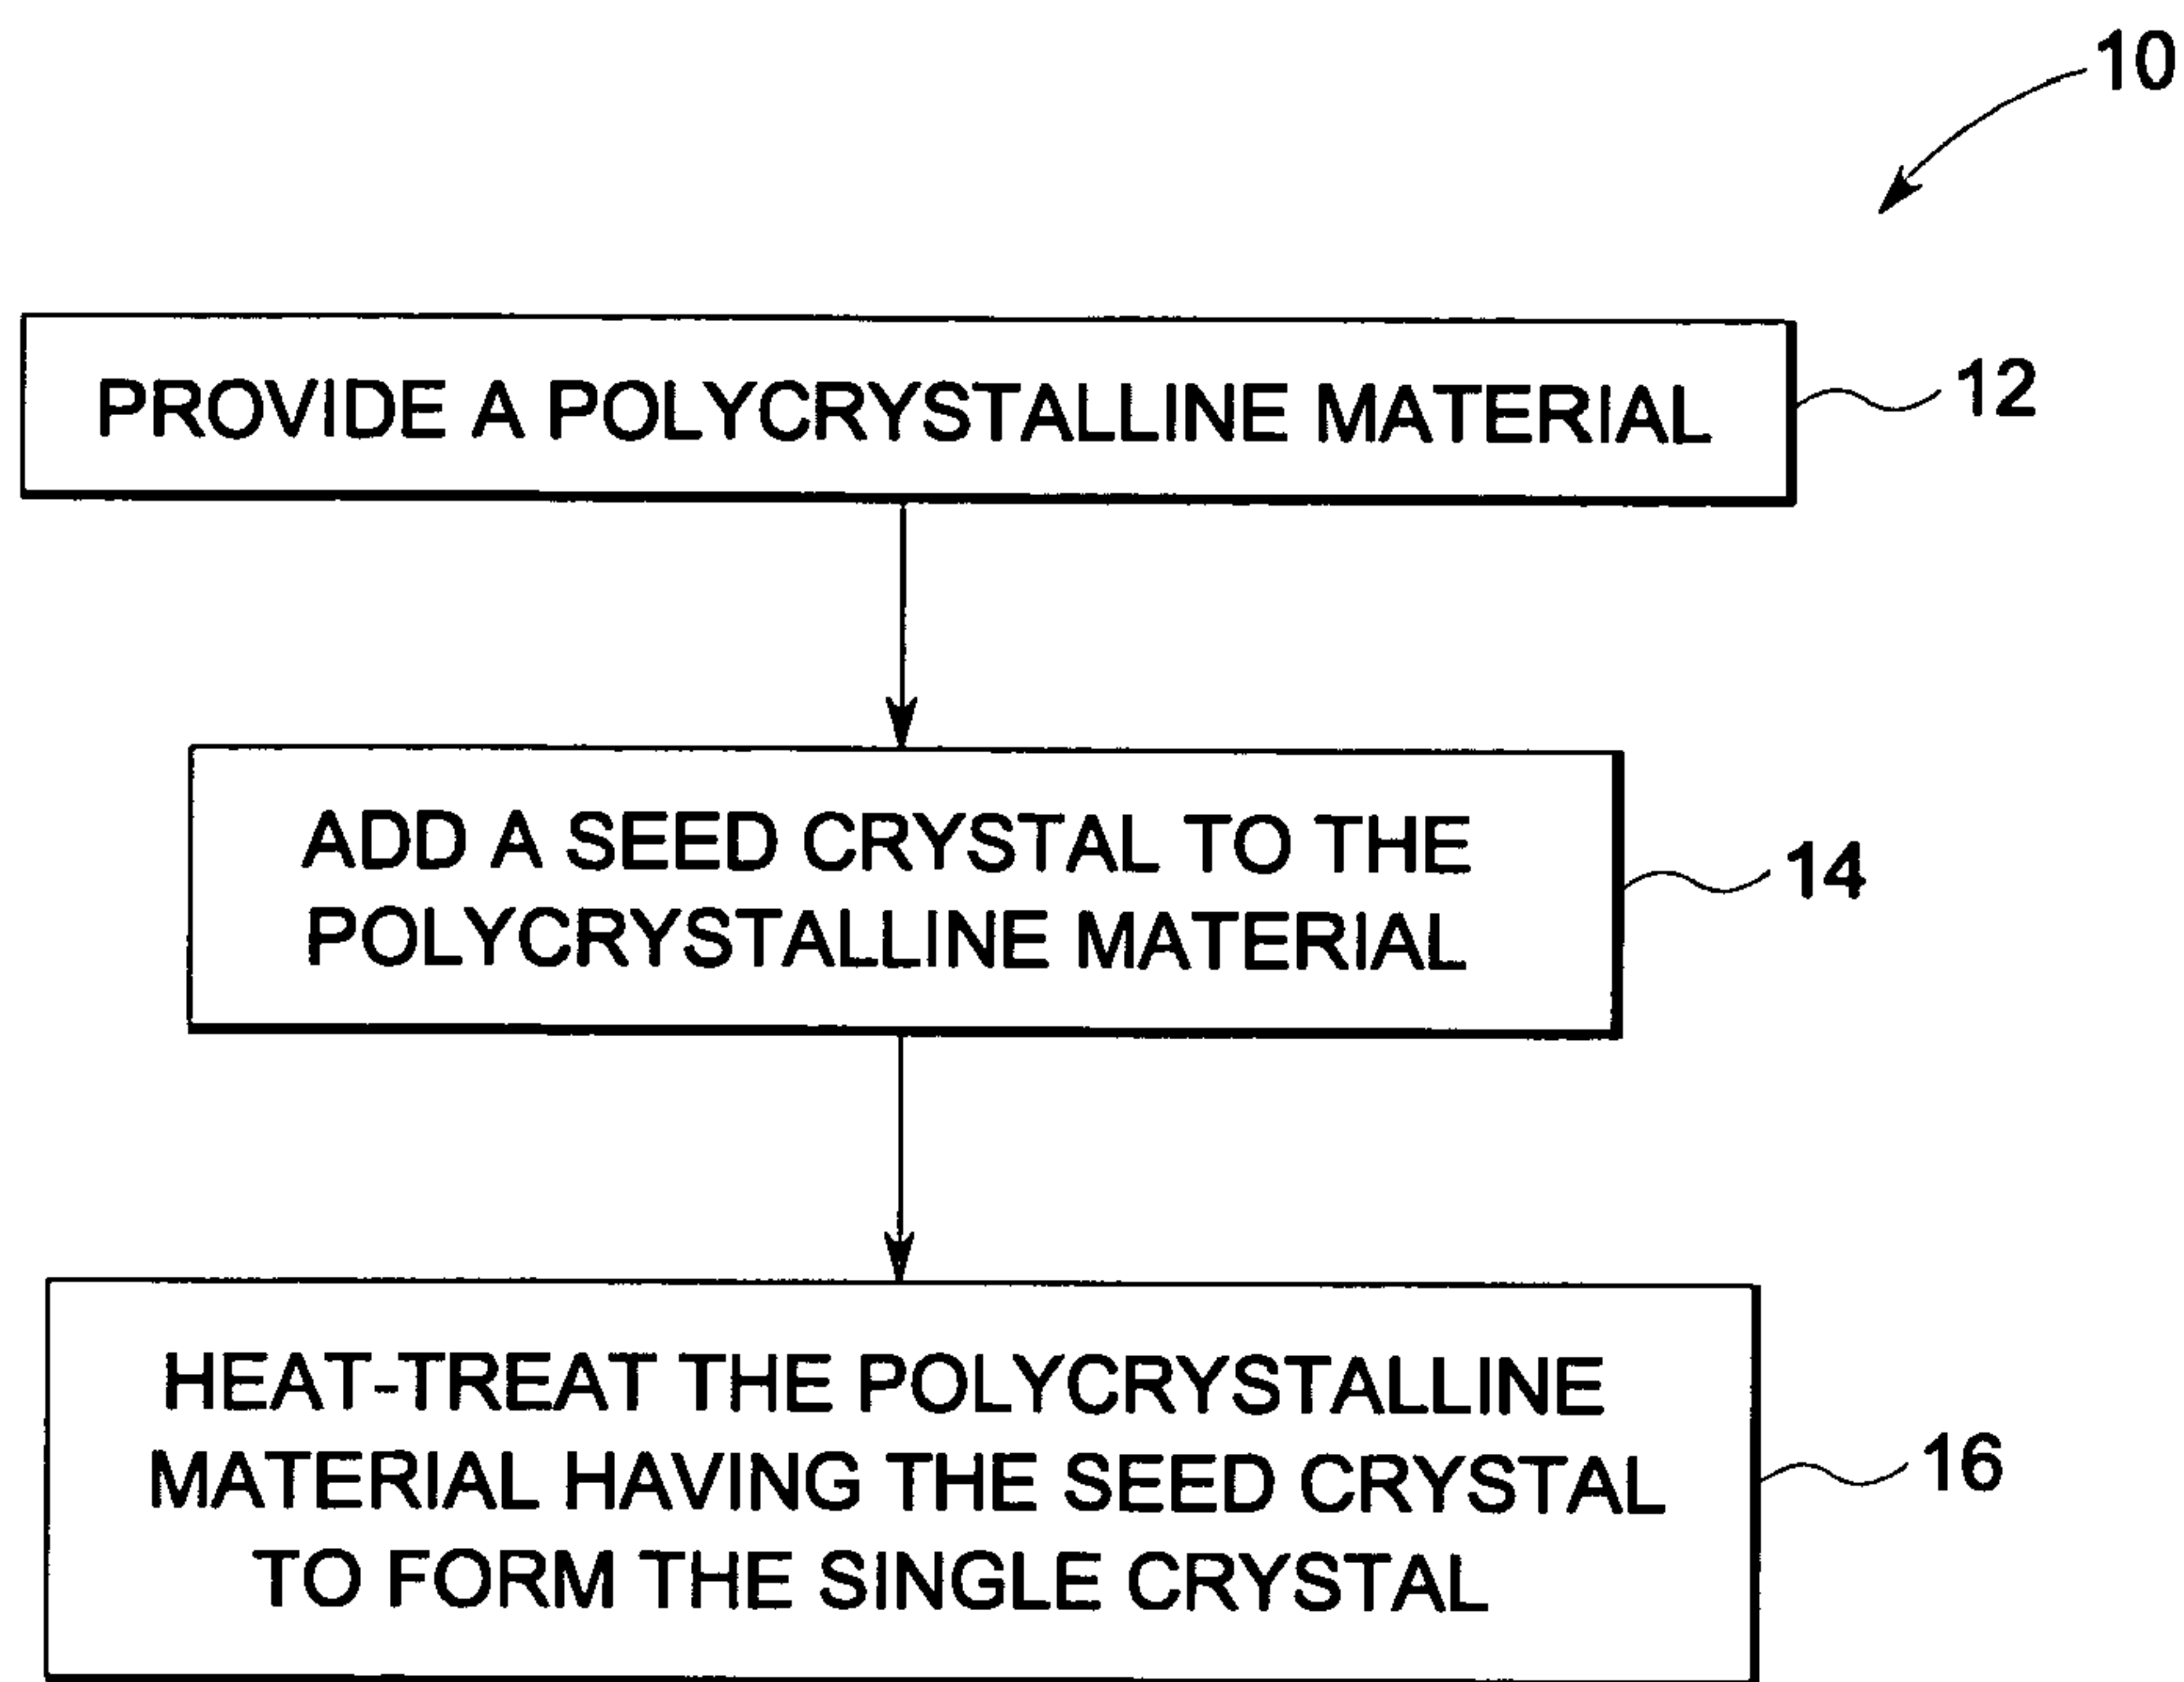 10
PROVIDE A POLYCRYSTALLINE MATERIAL
12
ADD A SEED CRYSTAL TO THE
POLYCRYSTALLINE MATERIAL
14
HEAT-TREAT THE POLYCRYSTALLINE
MATERIAL HAVING THE SEED CRYSTAL
TO FORM THE SINGLE CRYSTAL
16